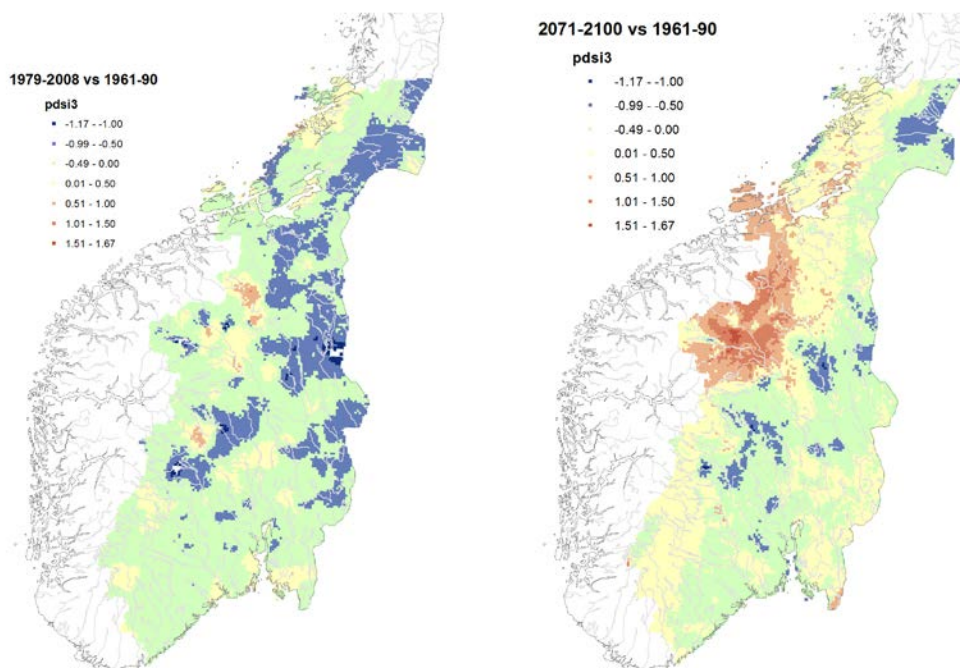 1979-2008 vs 1961-90
pdsi3
-1.17 - -1.00
-0.99 - -0.50
-0.49 - 0.00
0.01 - 0.50
0.51 - 1.00
1.01 - 1.50
1.51 - 1.67
2071-2100 vs 1961-90
pdsi3
-1.17 - -1.00
-0.99 - -0.50
-0.49 - 0.00
0.01 - 0.50
0.51 - 1.00
1.01 - 1.50
1.51 - 1.67